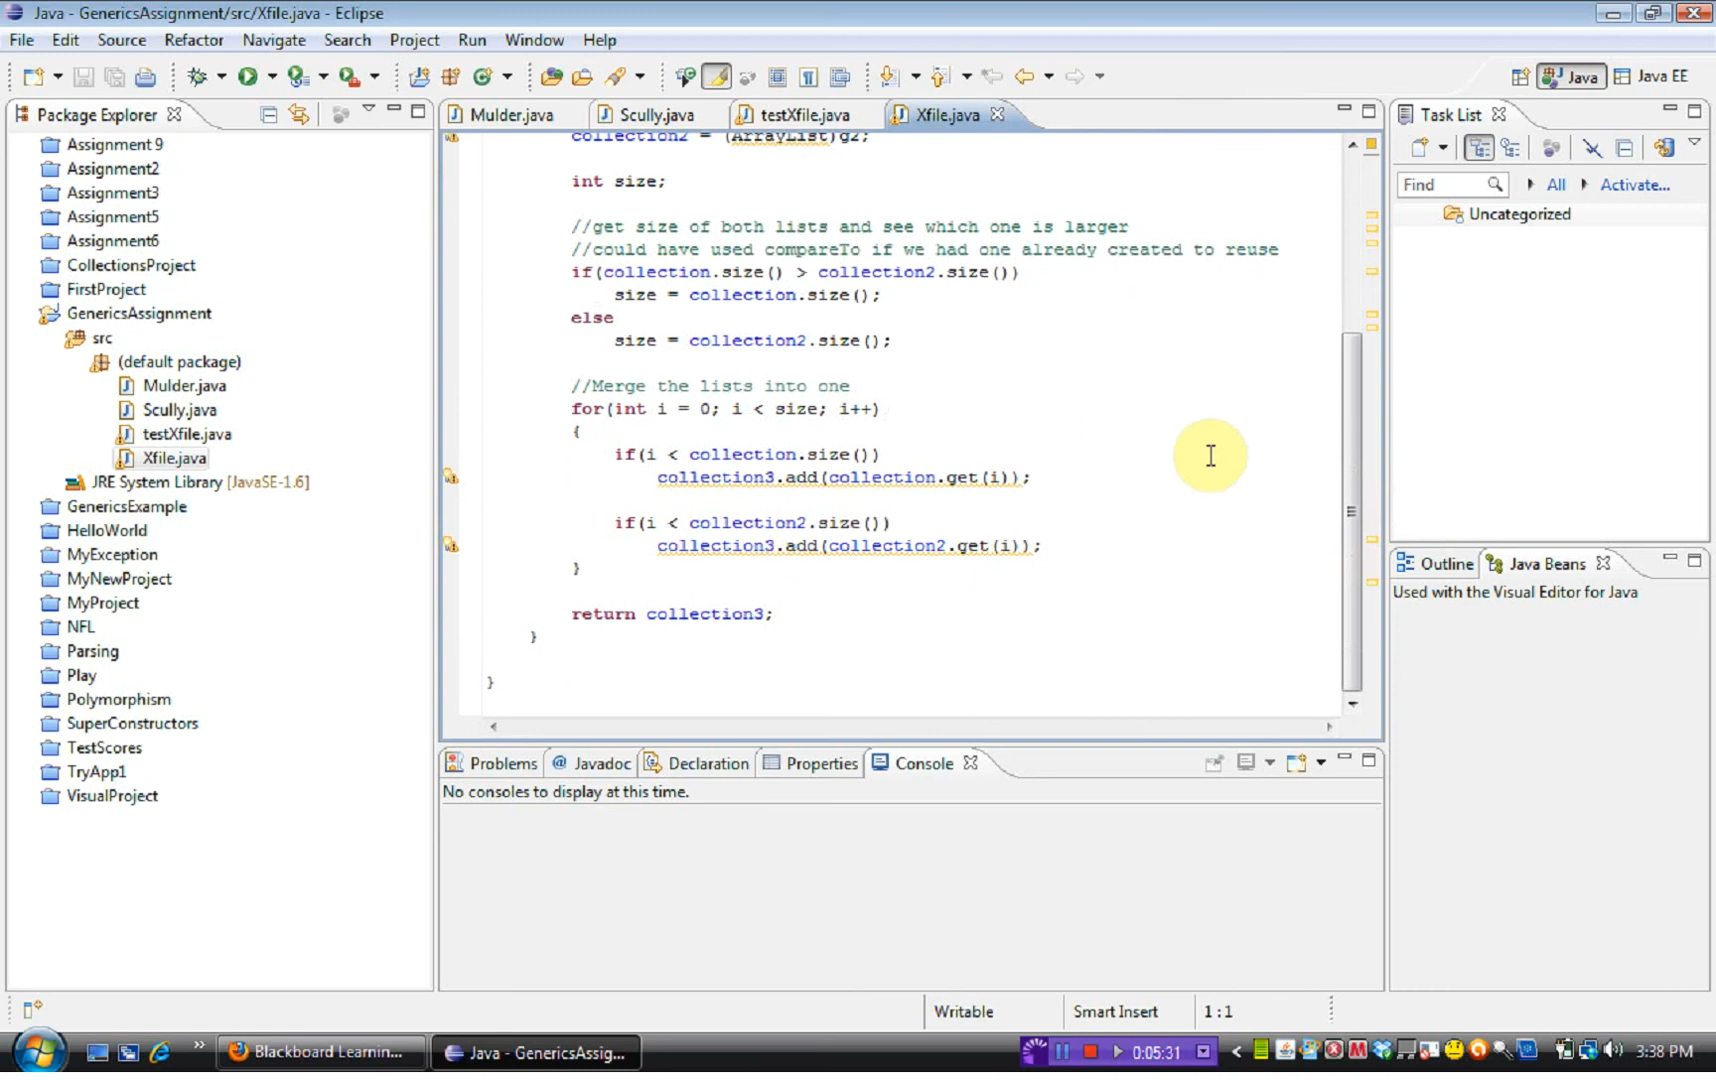 Java - GenericsAssignment/src/Xfile.java - Eclipse
File Edit Source Refactor Navigate Search Project Run Window Help
Java Java EE
Package Explorer
Assignment 9
Assignment2
Assignment3
Assignment5
Assignment6
CollectionsProject
FirstProject
GenericsAssignment
src
(default package)
Mulder.java
Scully.java
testXfile.java
Xfile.java
JRE System Library [JavaSE-1.6]
GenericsExample
HelloWorld
MyException
MyNewProject
MyProject
NFL
Parsing
Play
Polymorphism
SuperConstructors
TestScores
TryApp1
VisualProject
Mulder.java Scully.java testXfile.java Xfile.java
collection2 = (ArrayList)g2;
int size;
//get size of both lists and see which one is larger
//could have used compareTo if we had one already created to reuse
if(collection.size() > collection2.size())
size = collection.size();
else
size = collection2.size();
//Merge the lists into one
for(int i = 0; i < size; i++)
{
if(i < collection.size())
collection3.add(collection.get(i));
if(i < collection2.size())
collection3.add(collection2.get(i));
}
return collection3;
}
}
Problems @ Javadoc Declaration Properties Console
No consoles to display at this time.
Task List
Find All Activate...
Uncategorized
Outline Java Beans
Used with the Visual Editor for Java
Writable Smart Insert 1 : 1
Blackboard Learnin... Java - GenericsAssig... 0:05:31 3:38 PM